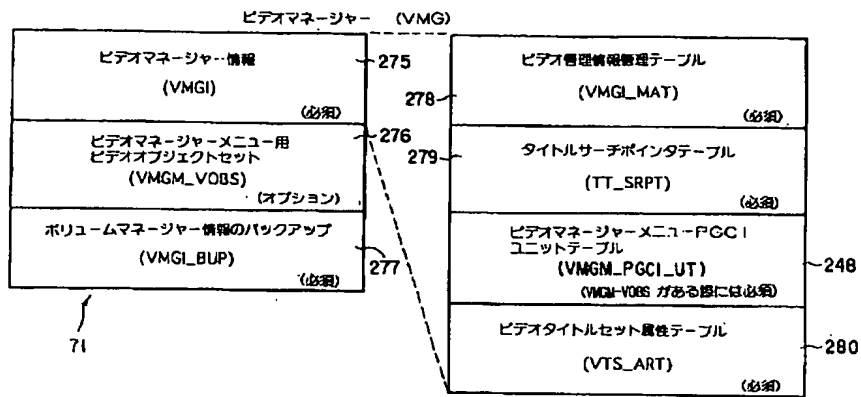 ビデオマネージャー (VMG)
ビデオマネージャー情報
(VMGI)
(必須)
275
ビデオマネージャーメニュー用
ビデオオブジェクトセット
(VMGM_VOBS)
(オプション)
276
ボリュームマネージャー情報のバックアップ
(VMGI_BUP)
(必須)
277
71
ビデオ管理情報管理テーブル
(VMGI_MAT)
(必須)
278
タイトルサーチポインタテーブル
(TT_SRPT)
(必須)
279
ビデオマネージャーメニューPGCI
ユニットテーブル
(VMGM_PGCI_UT)
(VMGM-VOBS がある際には必須)
248
ビデオタイトルセット属性テーブル
(VTS_ART)
(必須)
280